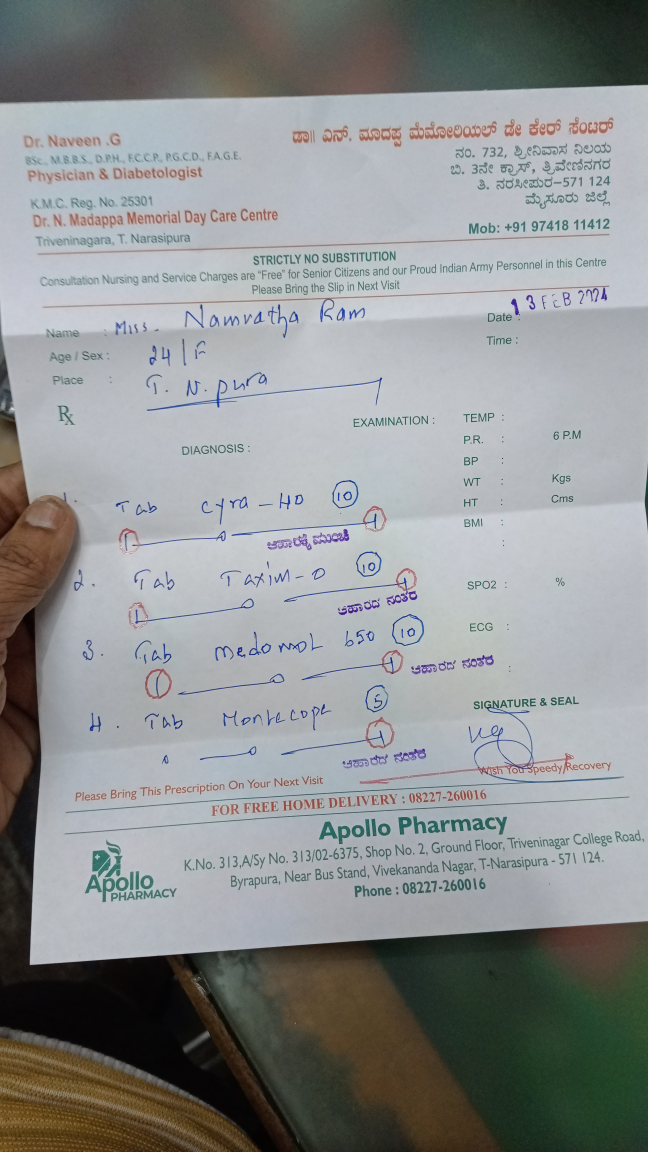 Dr. Naveen .G
BSc., M.B.B.S., D.P.H., F.C.C.P., P.G.C.D., F.A.G.E.
Physician & Diabetologist
K.M.C. Reg. No. 25301
Dr. N. Madappa Memorial Day Care Centre
Triveninagara, T. Narasipura
ಡಾ|| ಎನ್. ಮಾದಪ್ಪ ಮೆಮೋರಿಯಲ್ ಡೇ ಕೇರ್ ಸೆಂಟರ್
ನಂ. 732, ಶ್ರೀನಿವಾಸ ನಿಲಯ
ಬಿ. 3ನೇ ಕ್ರಾಸ್, ತ್ರಿವೇಣಿನಗರ
ತಿ. ನರಸೀಪುರ-571 124
ಮೈಸೂರು ಜಿಲ್ಲೆ
Mob: +91 97418 11412
STRICTLY NO SUBSTITUTION
Consultation Nursing and Service Charges are "Free" for Senior Citizens and our Proud Indian Army Personnel in this Centre
Please Bring the Slip in Next Visit
Name : Miss. Namratha Ram
Date : 13 FEB 2024
Age / Sex : 24 / F
Time :
Place : T. N. pura
Rx
DIAGNOSIS :
EXAMINATION :
TEMP :
P.R. : 6 P.M
BP :
WT : Kgs
HT : Cms
BMI :
:
SPO2 : %
ECG :
:
1. Tab Cyra-40 10
1 — 0 — 1 ಆಹಾರಕ್ಕೆ ಮುಂಚೆ
2. Tab Taxim-O 10
1 — 0 — 1 ಆಹಾರದ ನಂತರ
3. Tab Medomol 650 10
1 — 0 — 1 ಆಹಾರದ ನಂತರ
4. Tab Montecope 5
0 — 0 — 1 ಆಹಾರದ ನಂತರ
SIGNATURE & SEAL
Wish You Speedy Recovery
Please Bring This Prescription On Your Next Visit
FOR FREE HOME DELIVERY : 08227-260016
Apollo PHARMACY
Apollo Pharmacy
K.No. 313,A/Sy No. 313/02-6375, Shop No. 2, Ground Floor, Triveninagar College Road,
Byrapura, Near Bus Stand, Vivekananda Nagar, T-Narasipura - 571 124.
Phone : 08227-260016